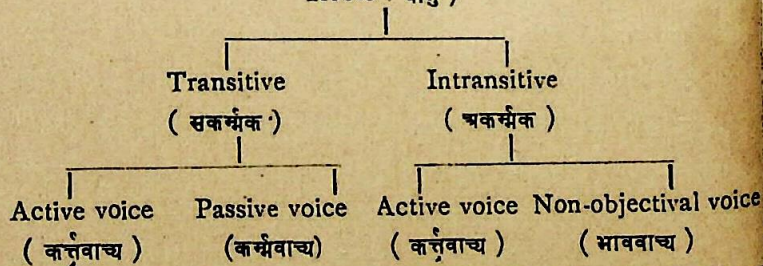 Transitive Intransitive
( सकर्म्मक ) ( अकर्म्मक )
Active voice Passive voice Active voice Non-objectival voice
( कर्त्तृवाच्य ) (कर्म्मवाच्य) ( कर्त्तृवाच्य ) ( भाववाच्य )